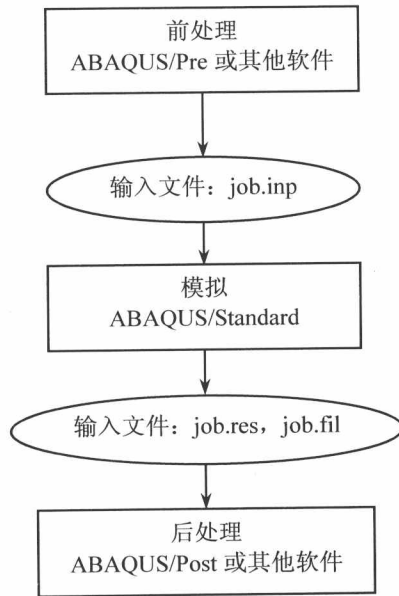 前处理
ABAQUS/Pre 或其他软件
输入文件：job.inp
模拟
ABAQUS/Standard
输入文件：job.res，job.fil
后处理
ABAQUS/Post 或其他软件